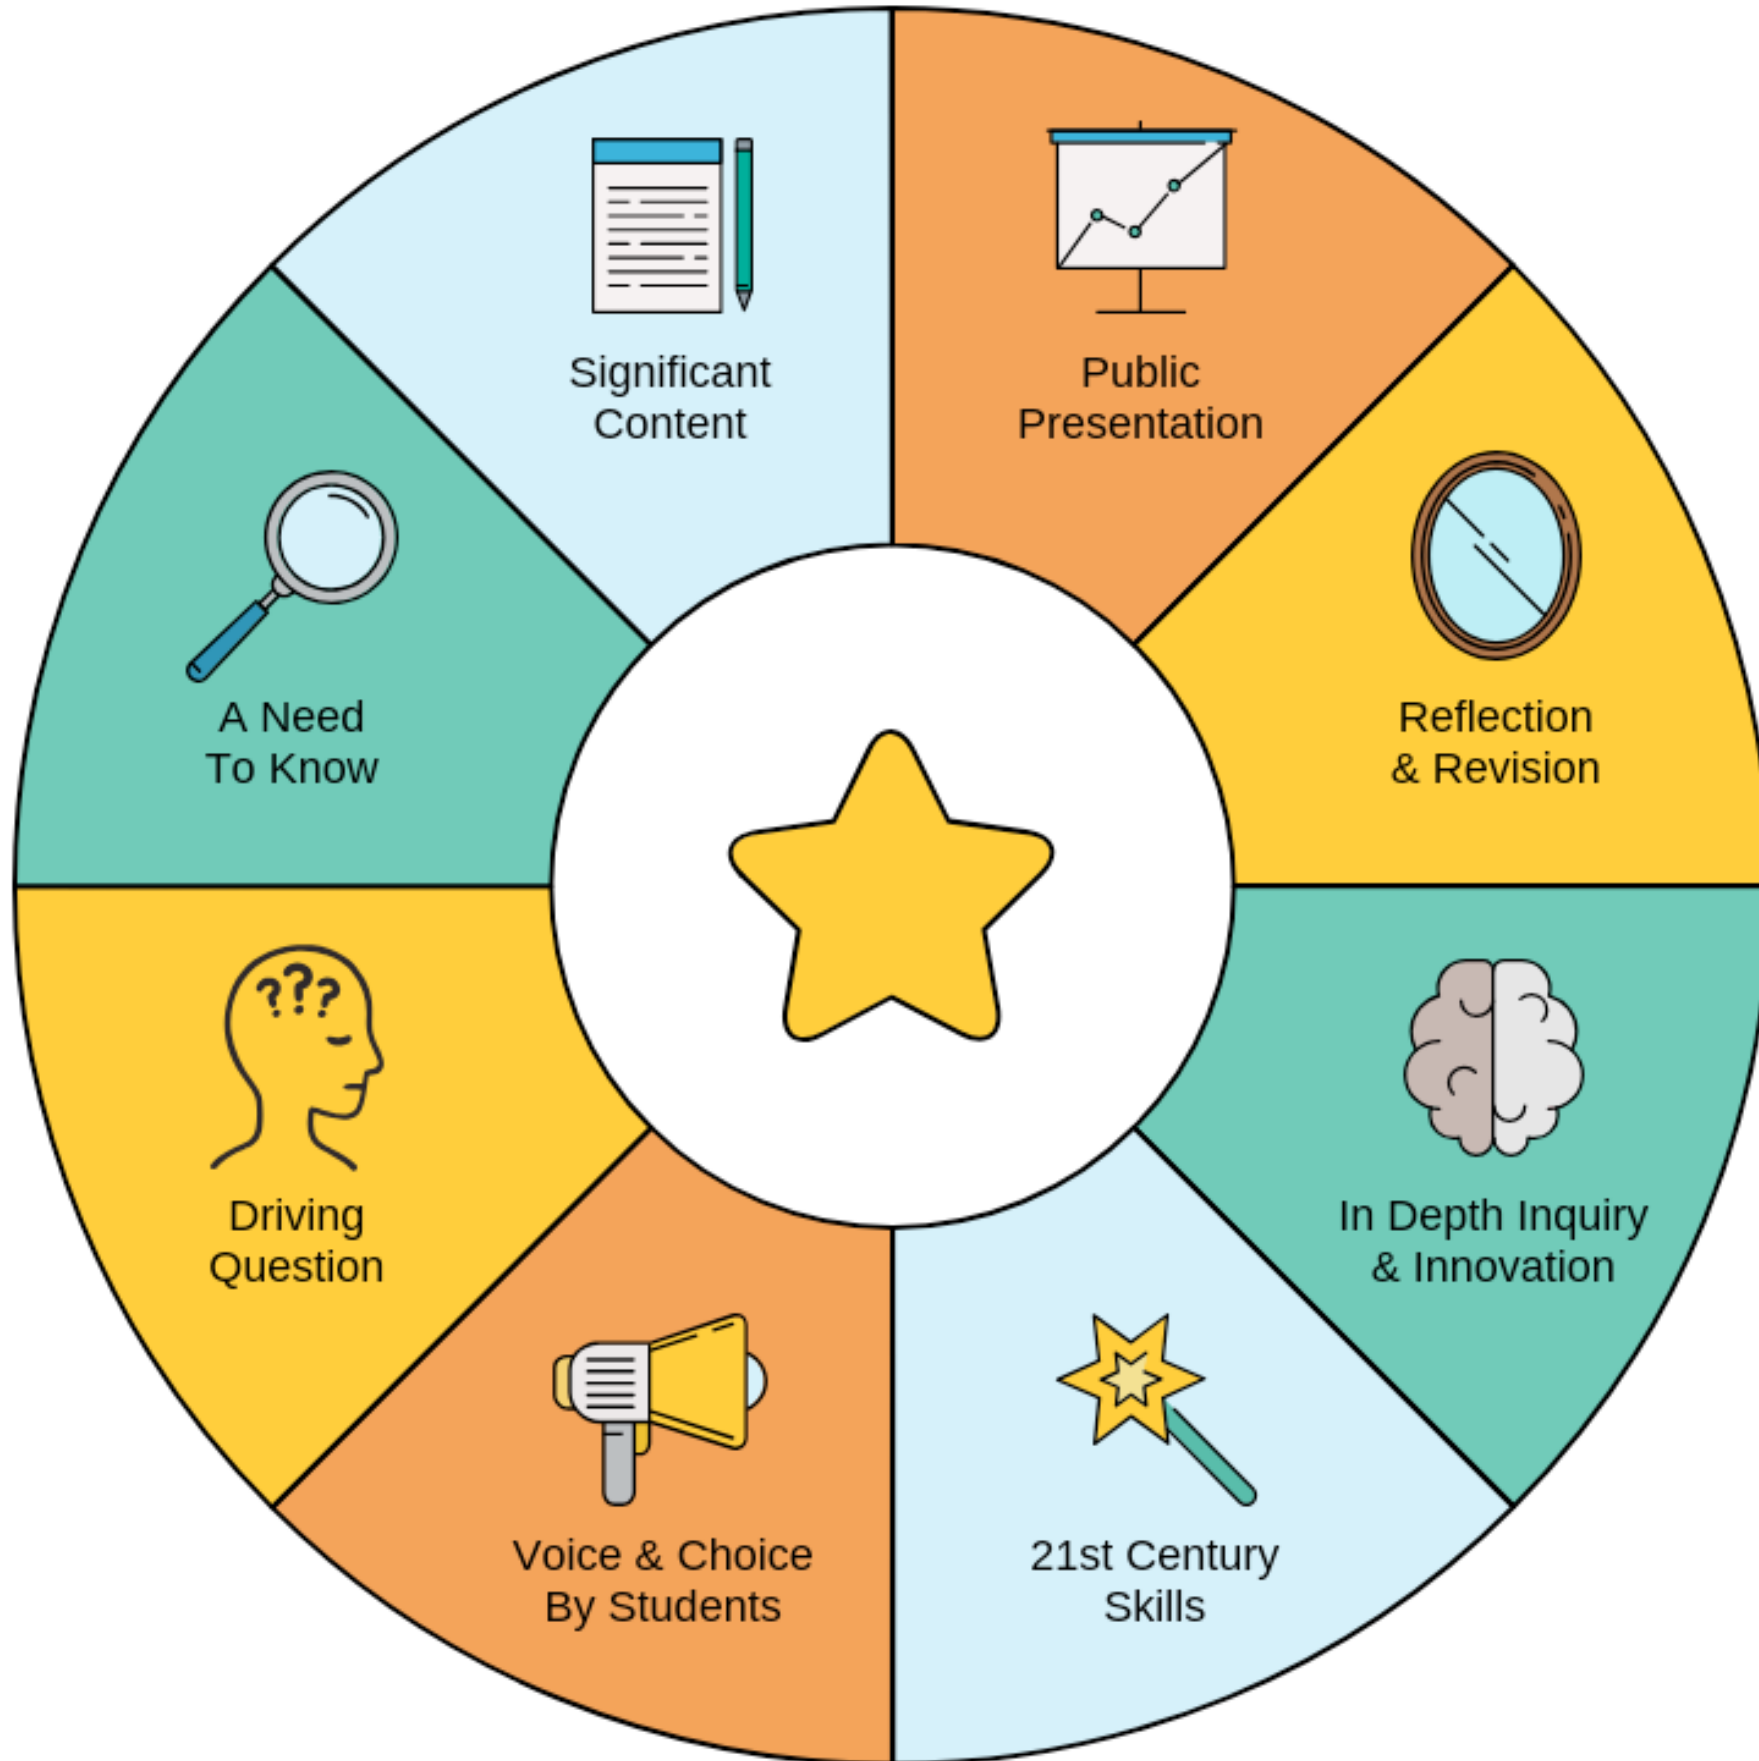 Significant
Content
Public
Presentation
A Need
To Know
Reflection
& Revision
???
Driving
Question
In Depth Inquiry
& Innovation
Voice & Choice
By Students
21st Century
Skills